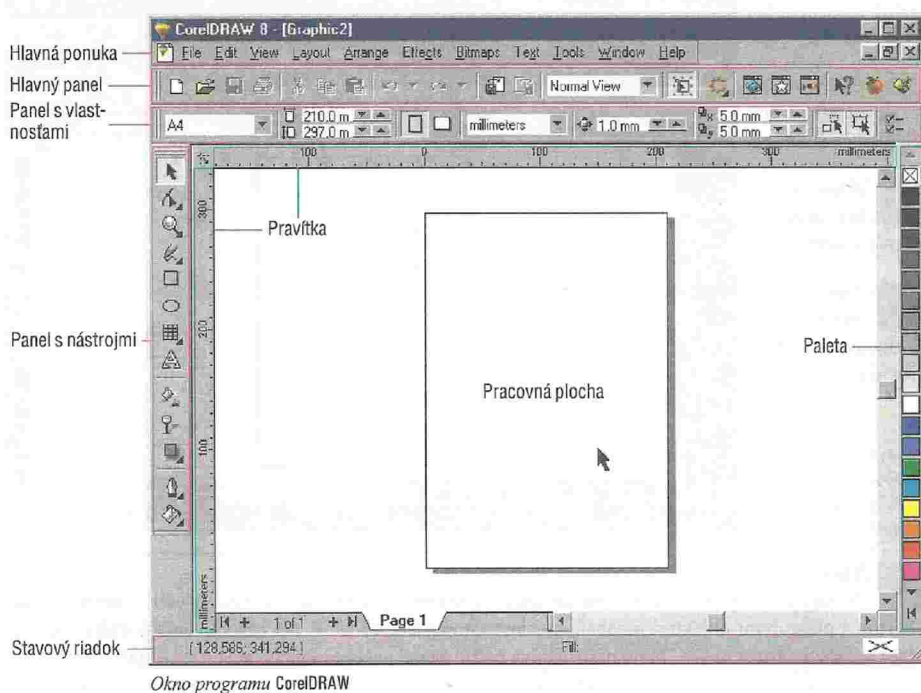 CorelDRAW 8 - [Graphic2]
Hlavná ponuka
File Edit View Layout Arrange Effects Bitmaps Text Tools Window Help
Hlavný panel
Normal View
Panel s vlast-
nosťami
A4
210.0 m
297.0 m
millimeters
1.0 mm
5.0 mm
5.0 mm
100 0 100 200 300 millimeters
300
Pravítka
200
Panel s nástrojmi
Paleta
Pracovná plocha
100
millimeters
1 of 1
Page 1
Stavový riadok
( 128,586; 341,294 )
Fill:
Okno programu CorelDRAW